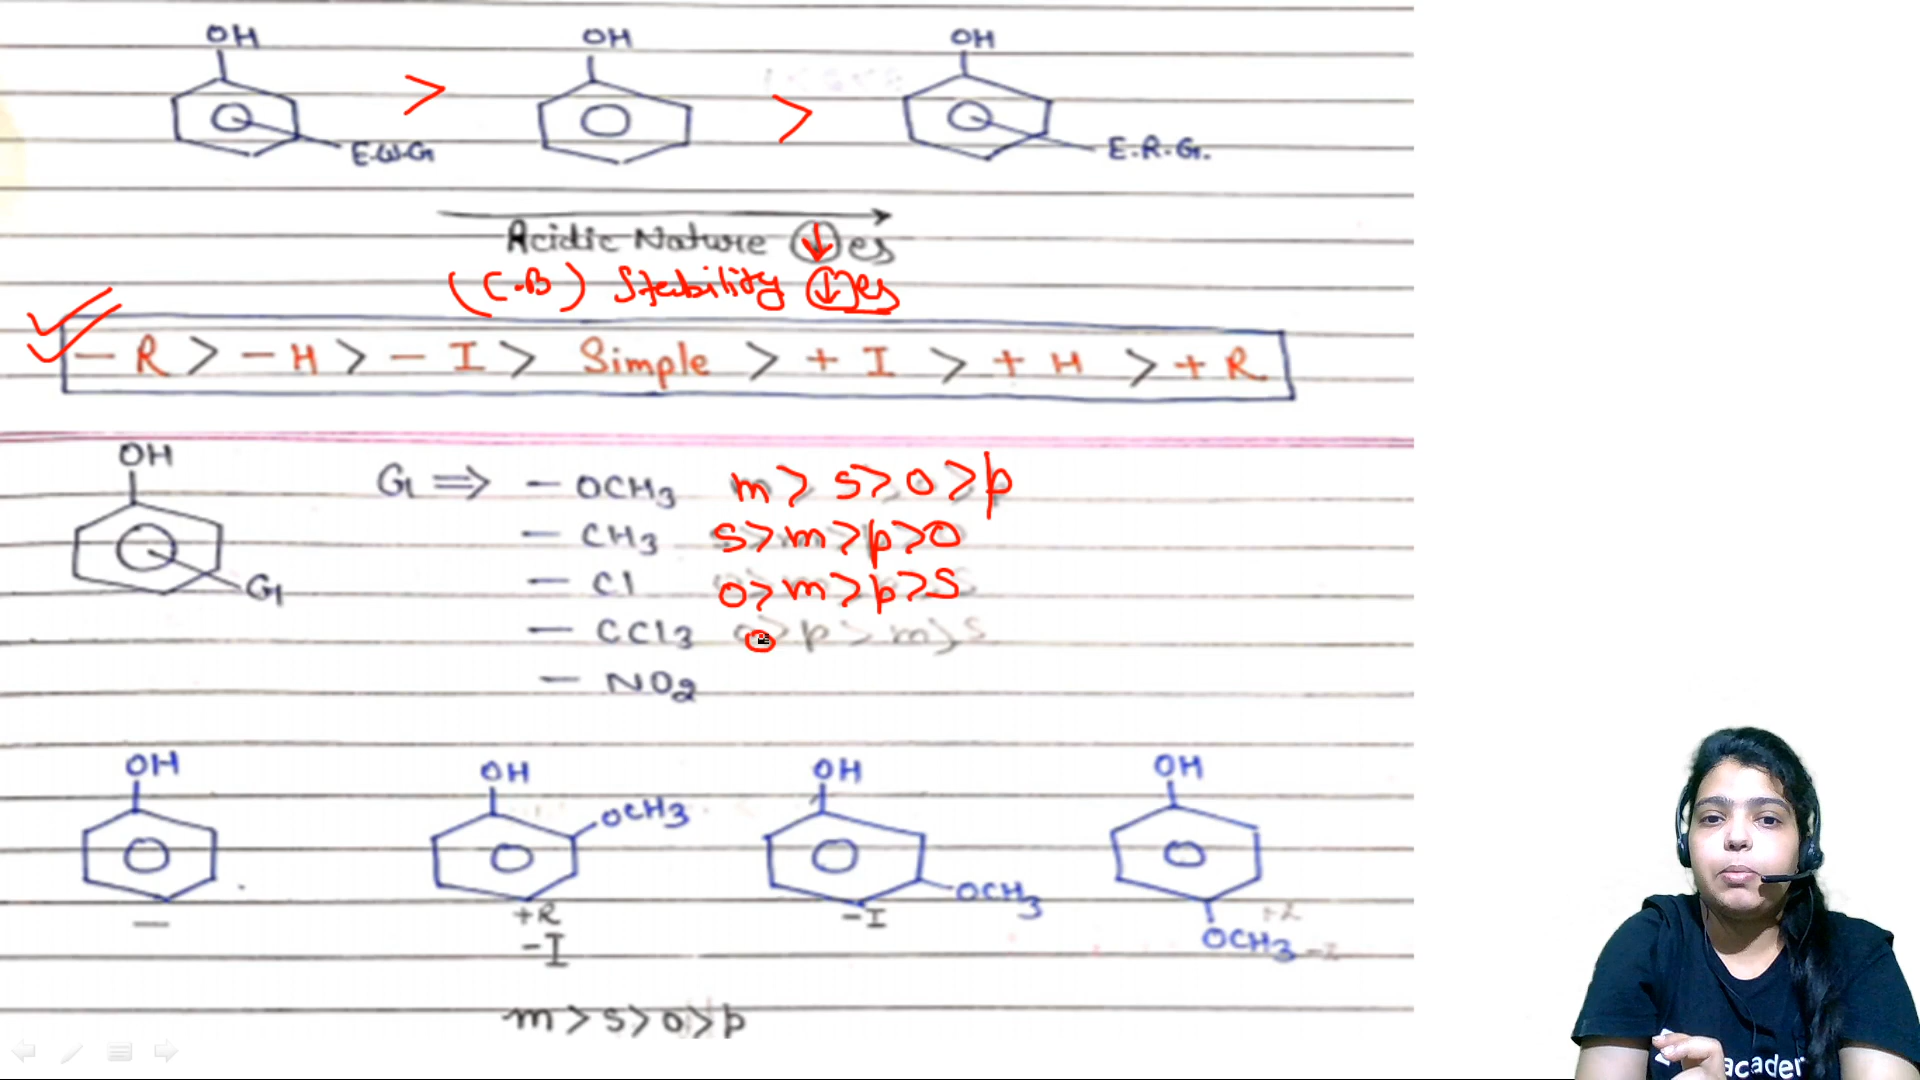 OH OH OH
> >
E.W.G E.R.G.
Acidic Nature ↓es
(C.B) Stability ↓es
- R > - H > - I > Simple > + I > + H > + R
OH
G ⇒ - OCH3 m > s > o > p
- CH3 s > m > p > o
G - Cl o > m > p > s
- CCl3 o > p > m > s
- NO2
OH OH OH OH
OCH3
OCH3
— +R -I +R
-I OCH3 -I
m > s > o > p
acader